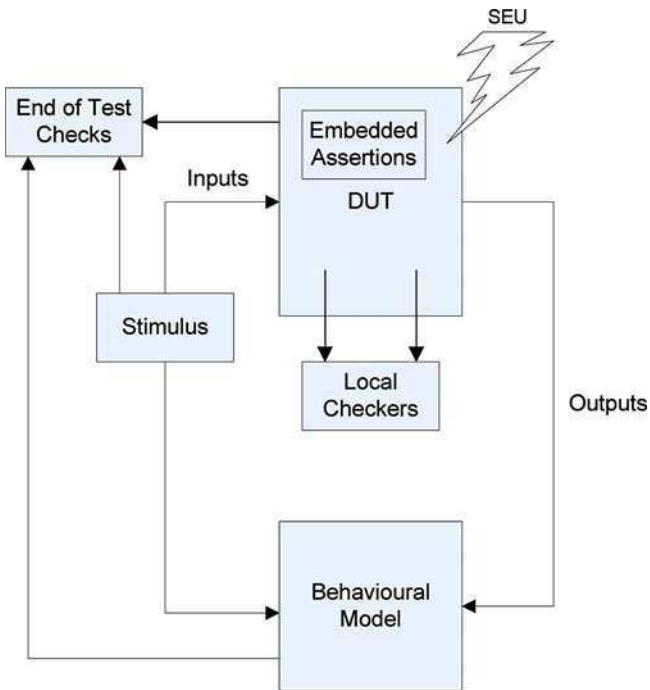 SEU
End of Test
Checks
Embedded
Assertions
Inputs
DUT
Stimulus
Local
Checkers
Outputs
Behavioural
Model